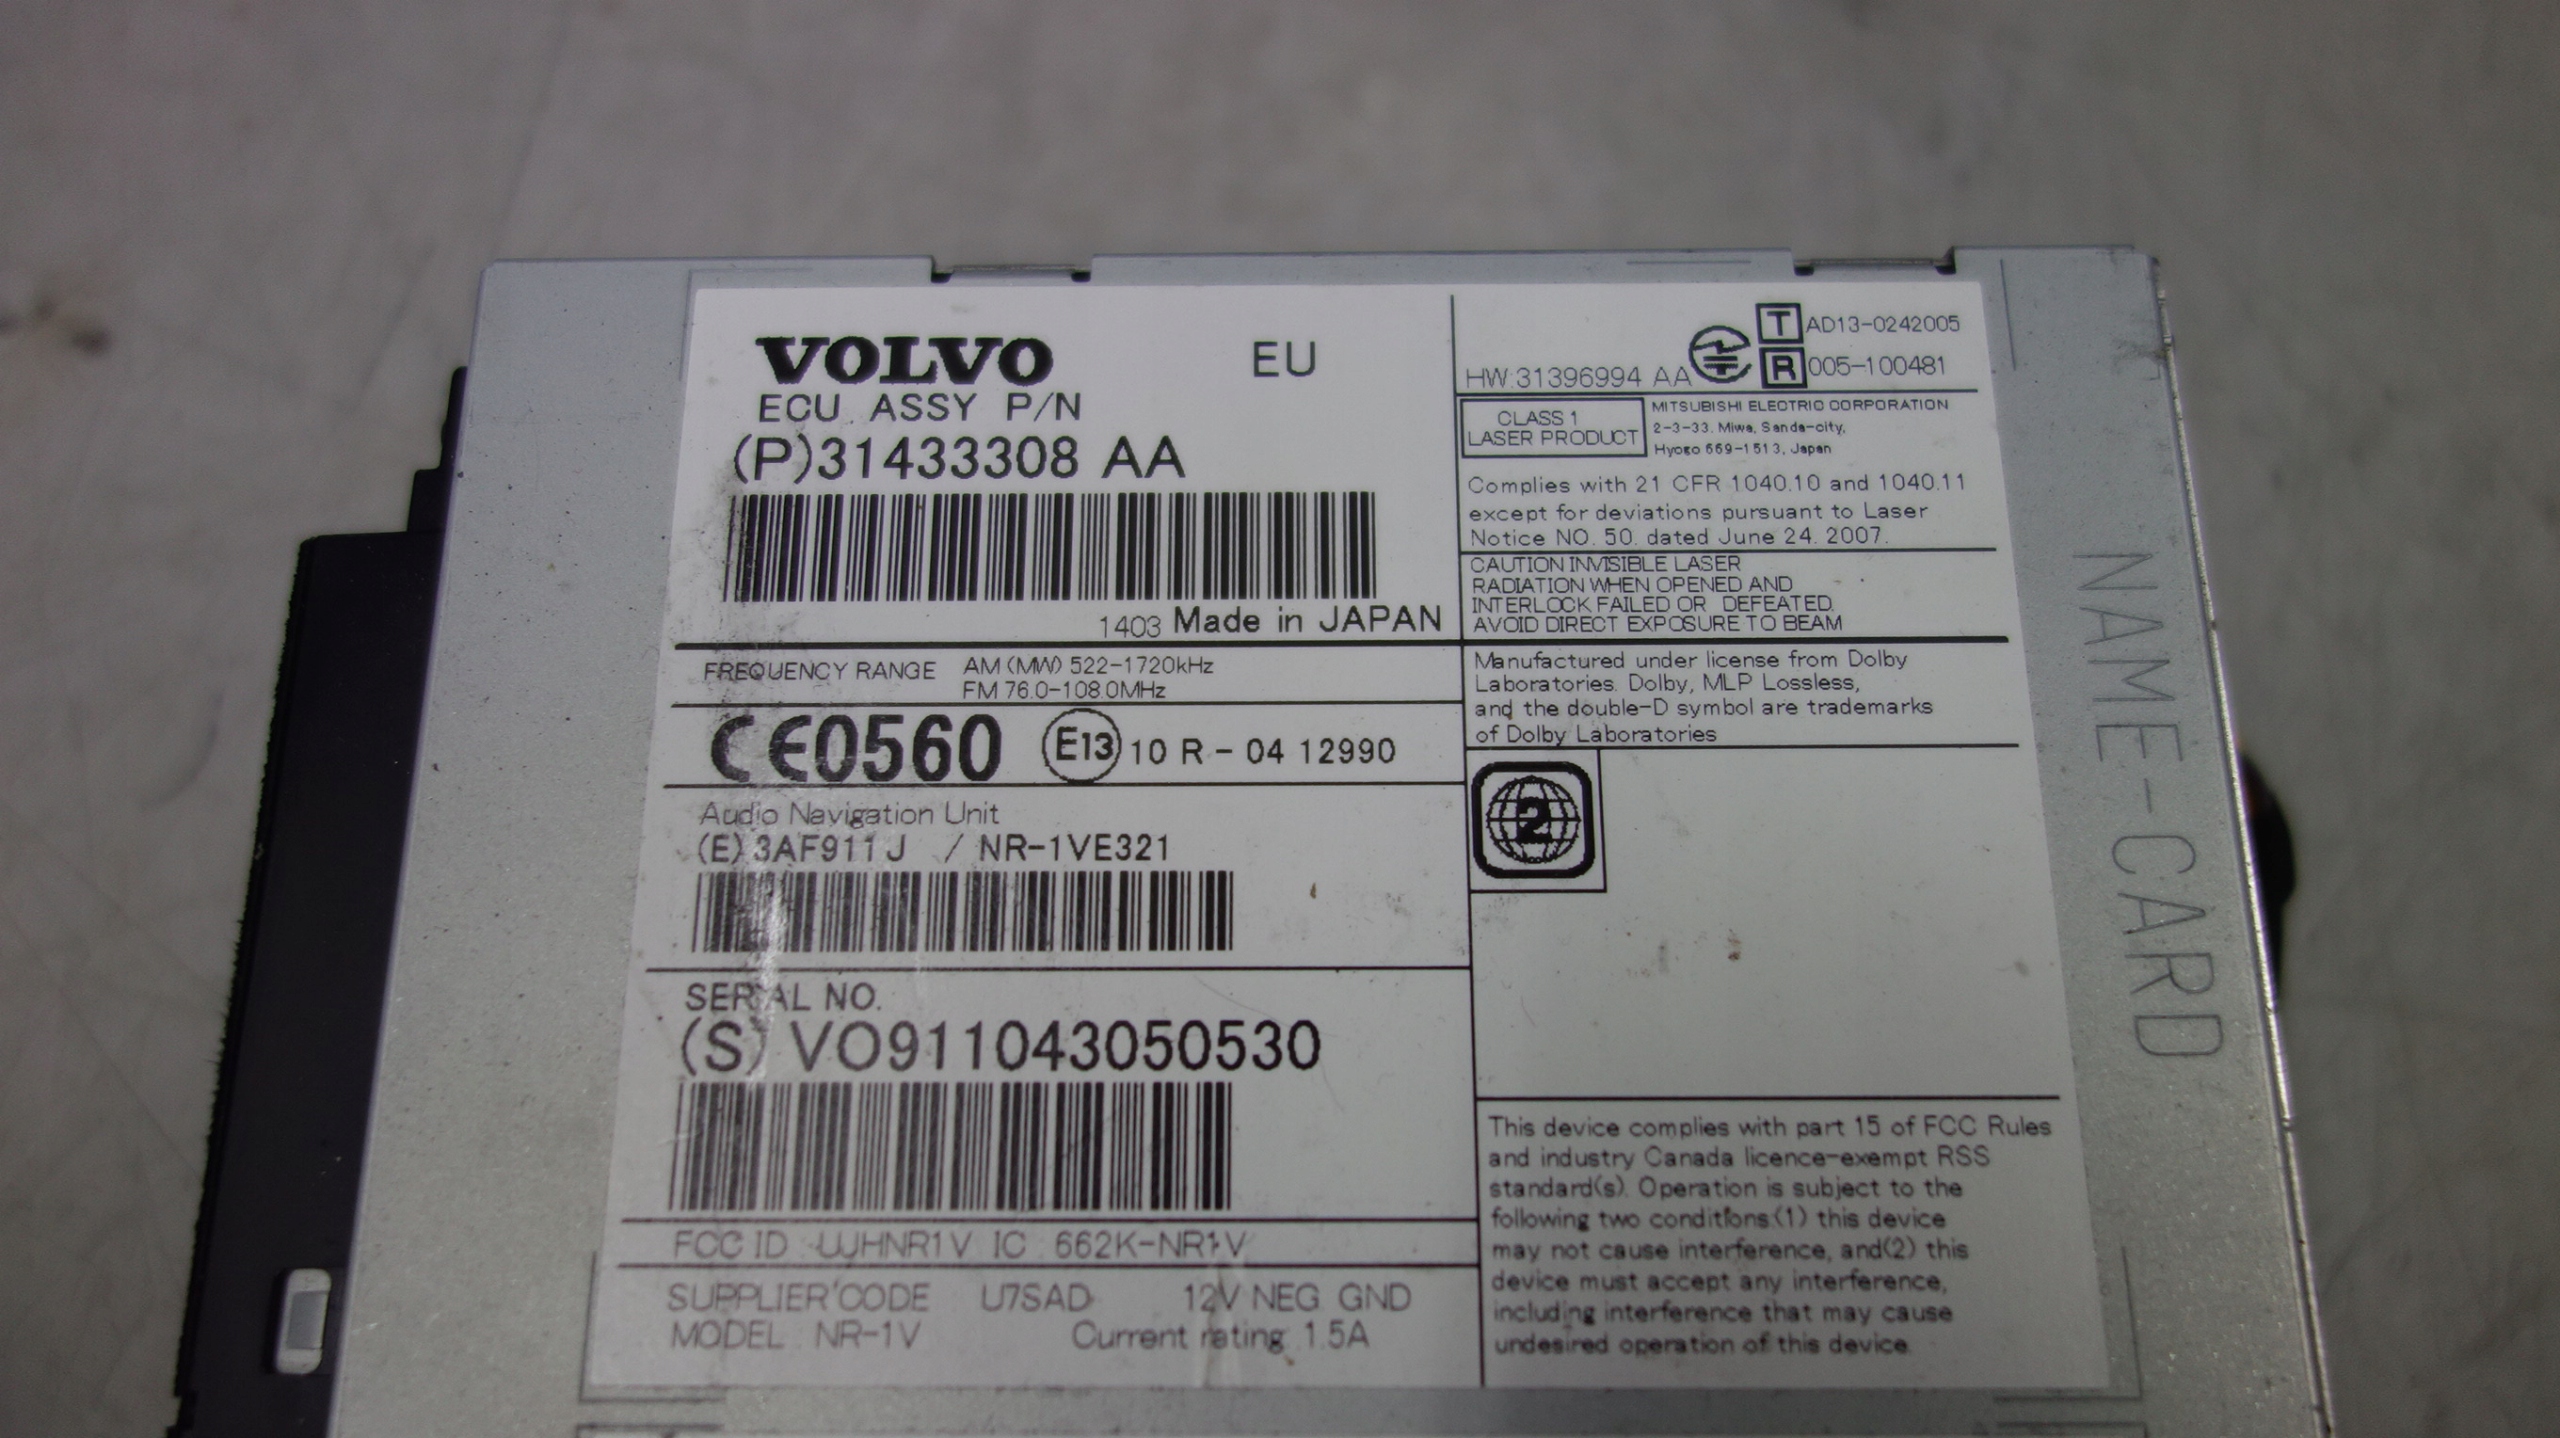 VOLVO EU
ECU ASSY P/N
(P)31433308 AA
1403 Made in JAPAN
FREQUENCY RANGE AM (MW) 522-1720kHz
FM 76.0-108.0MHz
CE0560 E13 10 R - 04 12990
Audio Navigation Unit
(E) 3AF911J / NR-1VE321
SERIAL NO.
(S) VO911043050530
FCC ID UJHNR1V IC 662K-NR1V
SUPPLIER CODE U7SAD 12V NEG GND
MODEL NR-1V Current rating 1.5A
T AD13-0242005
R 005-100481
HW:31396994 AA
CLASS 1
LASER PRODUCT
MITSUBISHI ELECTRIC CORPORATION
2-3-33. Miwa, Sanda-city,
Hyogo 669-1513, Japan
Complies with 21 CFR 1040.10 and 1040.11
except for deviations pursuant to Laser
Notice NO. 50. dated June 24. 2007.
CAUTION INVISIBLE LASER
RADIATION WHEN OPENED AND
INTERLOCK FAILED OR DEFEATED.
AVOID DIRECT EXPOSURE TO BEAM
Manufactured under license from Dolby
Laboratories. Dolby, MLP Lossless,
and the double-D symbol are trademarks
of Dolby Laboratories
2
This device complies with part 15 of FCC Rules
and industry Canada licence-exempt RSS
standard(s). Operation is subject to the
following two conditions:(1) this device
may not cause interference, and(2) this
device must accept any interference,
including interference that may cause
undesired operation of this device.
NAME-CARD